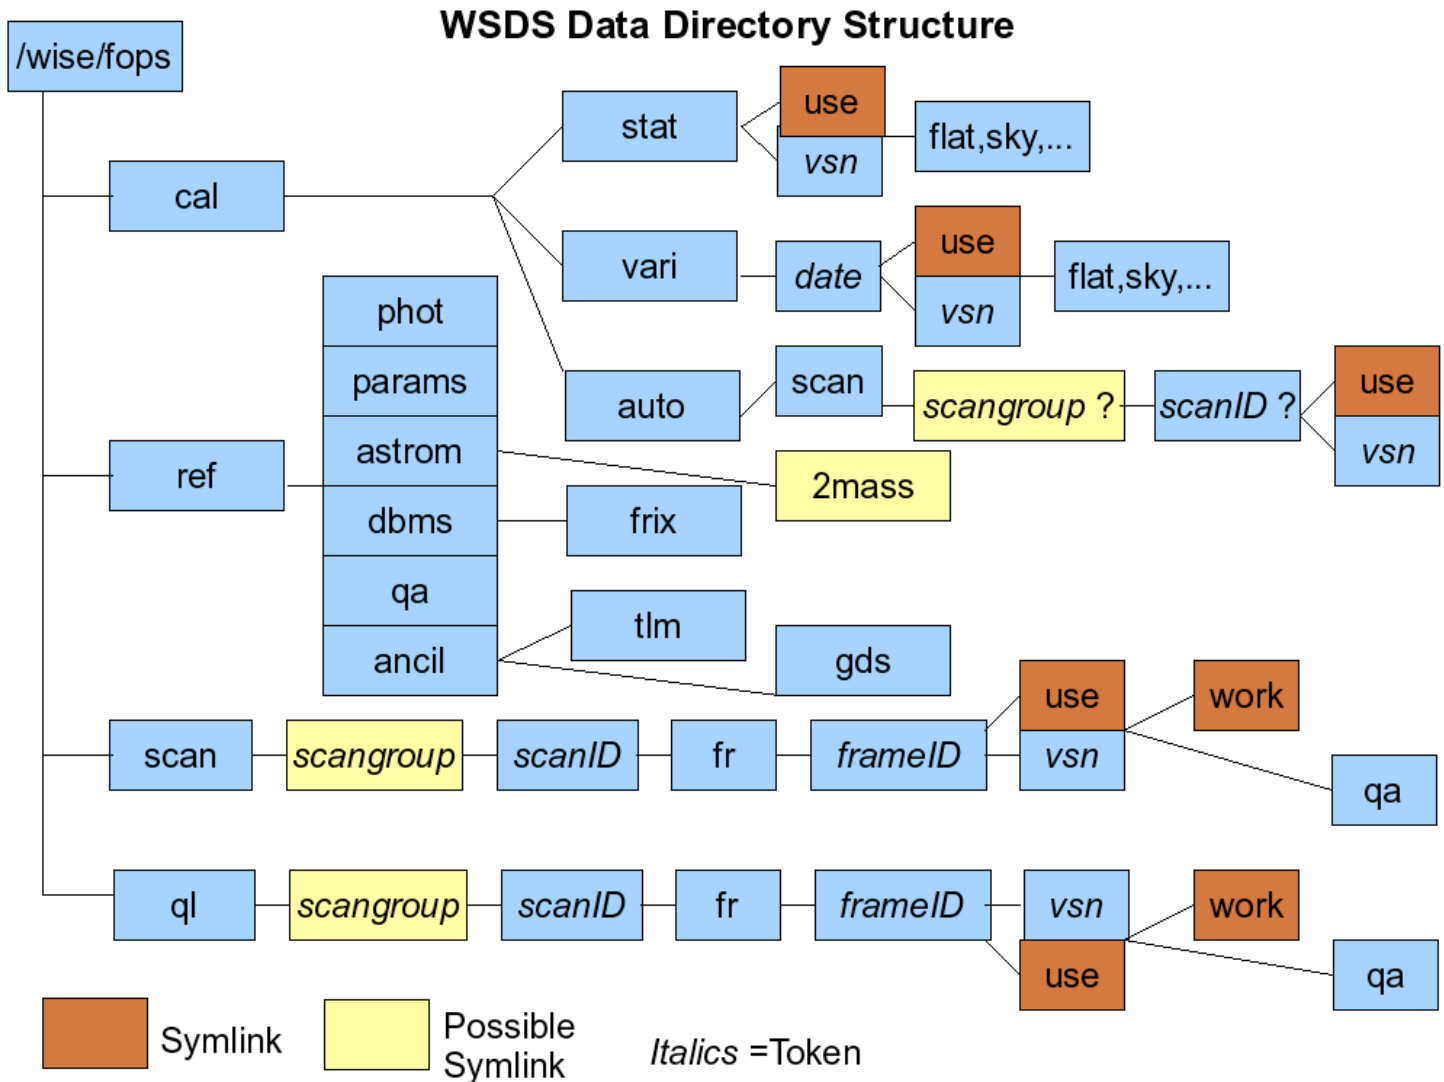 WSDS Data Directory Structure
/wise/fops
cal
stat
use
vsn
flat,sky,...
vari
date
use
vsn
flat,sky,...
auto
scan
scangroup ?
scanID ?
use
vsn
ref
phot
params
astrom
dbms
qa
ancil
2mass
frix
tlm
gds
scan
scangroup
scanID
fr
frameID
use
vsn
work
qa
ql
scangroup
scanID
fr
frameID
vsn
use
work
qa
Symlink
Possible
Symlink
Italics =Token